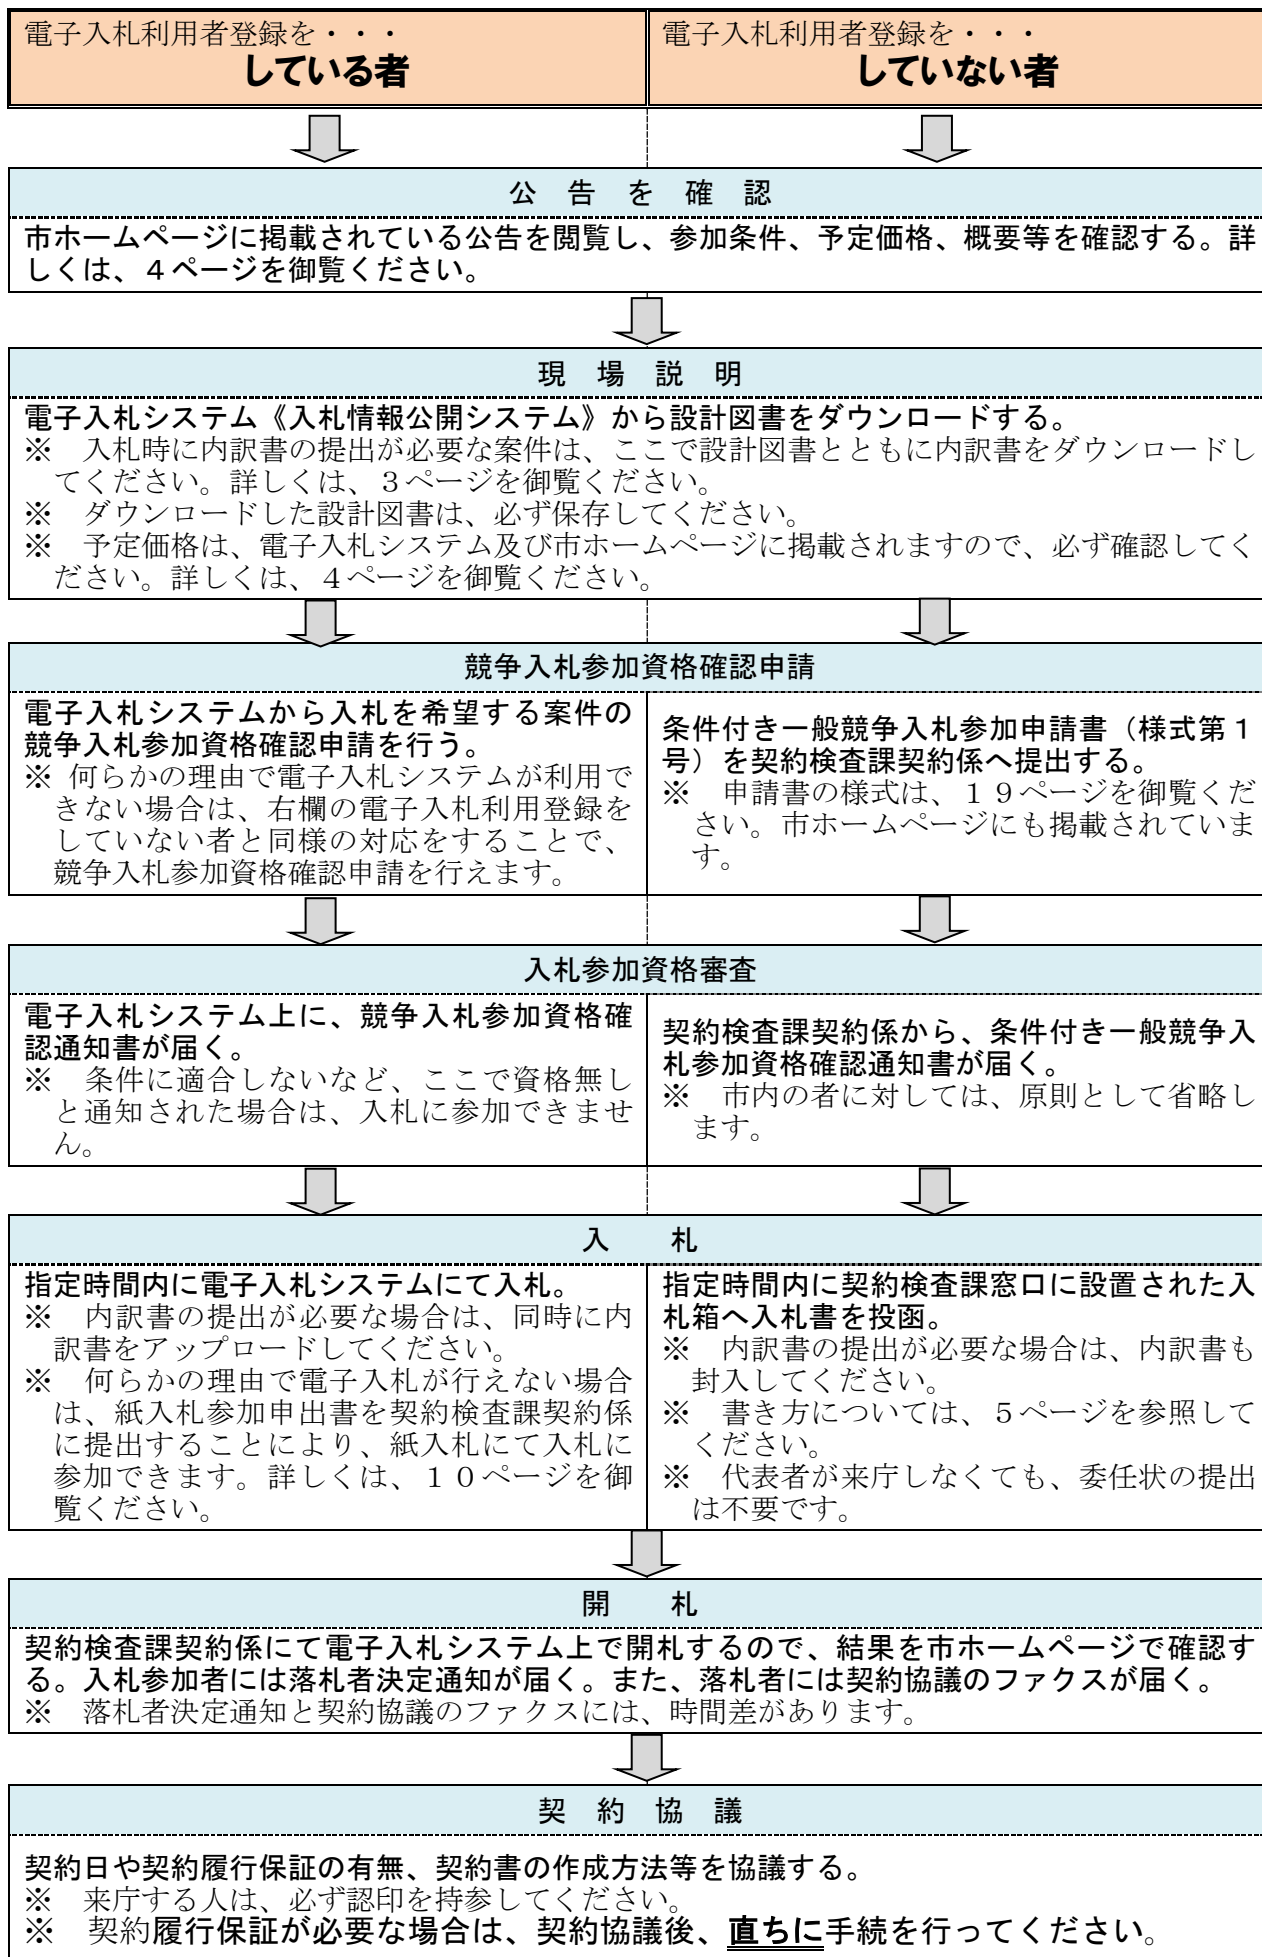 電子入札利用者登録を・・・
している者
電子入札利用者登録を・・・
していない者
公　告　を　確　認
市ホームページに掲載されている公告を閲覧し、参加条件、予定価格、概要等を確認する。詳
しくは、４ページを御覧ください。
現　場　説　明
電子入札システム《入札情報公開システム》から設計図書をダウンロードする。
※　入札時に内訳書の提出が必要な案件は、ここで設計図書とともに内訳書をダウンロードし
てください。詳しくは、３ページを御覧ください。
※　ダウンロードした設計図書は、必ず保存してください。
※　予定価格は、電子入札システム及び市ホームページに掲載されますので、必ず確認してく
ださい。詳しくは、４ページを御覧ください。
競争入札参加資格確認申請
電子入札システムから入札を希望する案件の
競争入札参加資格確認申請を行う。
※ 何らかの理由で電子入札システムが利用で
きない場合は、右欄の電子入札利用登録を
していない者と同様の対応をすることで、
競争入札参加資格確認申請を行えます。
条件付き一般競争入札参加申請書（様式第１
号）を契約検査課契約係へ提出する。
※　申請書の様式は、１９ページを御覧くだ
さい。市ホームページにも掲載されていま
す。
入札参加資格審査
電子入札システム上に、競争入札参加資格確
認通知書が届く。
※　条件に適合しないなど、ここで資格無し
と通知された場合は、入札に参加できませ
ん。
契約検査課契約係から、条件付き一般競争入
札参加資格確認通知書が届く。
※　市内の者に対しては、原則として省略し
ます。
入　　札
指定時間内に電子入札システムにて入札。
※　内訳書の提出が必要な場合は、同時に内
訳書をアップロードしてください。
※　何らかの理由で電子入札が行えない場合
は、紙入札参加申出書を契約検査課契約係
に提出することにより、紙入札にて入札に
参加できます。詳しくは、１０ページを御
覧ください。
指定時間内に契約検査課窓口に設置された入
札箱へ入札書を投函。
※　内訳書の提出が必要な場合は、内訳書も
封入してください。
※　書き方については、５ページを参照して
ください。
※　代表者が来庁しなくても、委任状の提出
は不要です。
開　　札
契約検査課契約係にて電子入札システム上で開札するので、結果を市ホームページで確認す
る。入札参加者には落札者決定通知が届く。また、落札者には契約協議のファクスが届く。
※　落札者決定通知と契約協議のファクスには、時間差があります。
契　約　協　議
契約日や契約履行保証の有無、契約書の作成方法等を協議する。
※　来庁する人は、必ず認印を持参してください。
※　契約履行保証が必要な場合は、契約協議後、直ちに手続を行ってください。